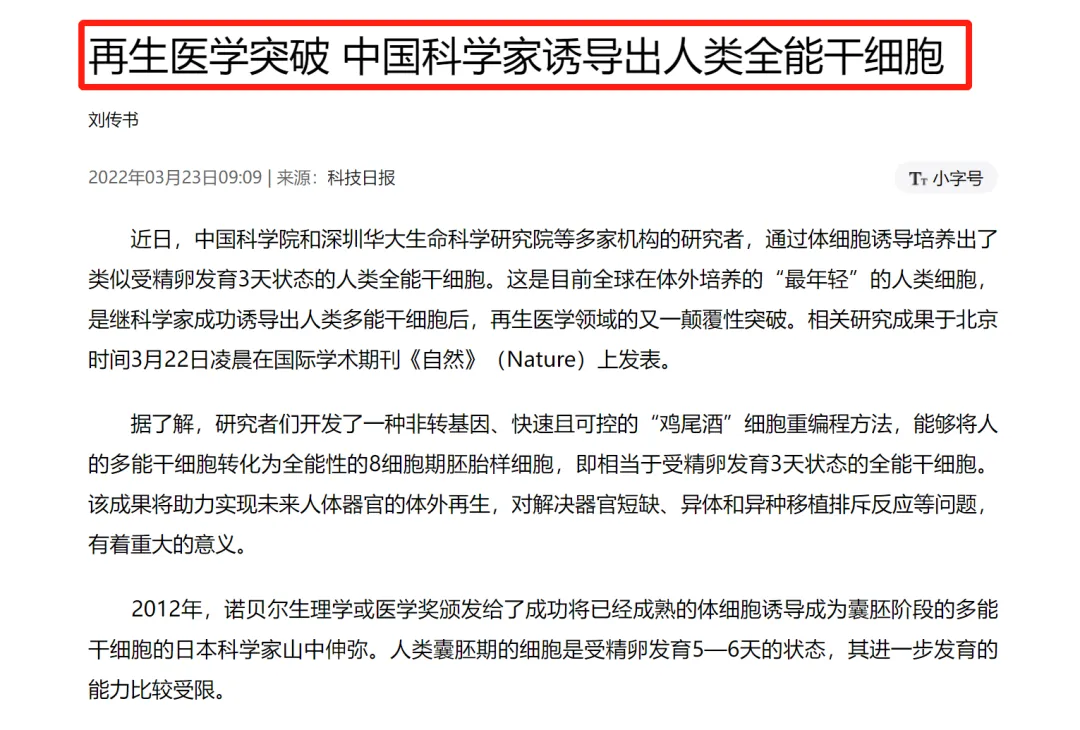 再生医学突破 中国科学家诱导出人类全能干细胞
刘传书
2022年03月23日09:09 | 来源：科技日报
TT 小字号
近日，中国科学院和深圳华大生命科学研究院等多家机构的研究者，通过体细胞诱导培养出了
类似受精卵发育3天状态的人类全能干细胞。这是目前全球在体外培养的“最年轻”的人类细胞，
是继科学家成功诱导出人类多能干细胞后，再生医学领域的又一颠覆性突破。相关研究成果于北京
时间3月22日凌晨在国际学术期刊《自然》（Nature）上发表。
据了解，研究者们开发了一种非转基因、快速且可控的“鸡尾酒”细胞重编程方法，能够将人
的多能干细胞转化为全能性的8细胞期胚胎样细胞，即相当于受精卵发育3天状态的全能干细胞。
该成果将助力实现未来人体器官的体外再生，对解决器官短缺、异体和异种移植排斥反应等问题，
有着重大的意义。
2012年，诺贝尔生理学或医学奖颁发给了成功将已经成熟的体细胞诱导成为囊胚阶段的多能
干细胞的日本科学家山中伸弥。人类囊胚期的细胞是受精卵发育5—6天的状态，其进一步发育的
能力比较受限。